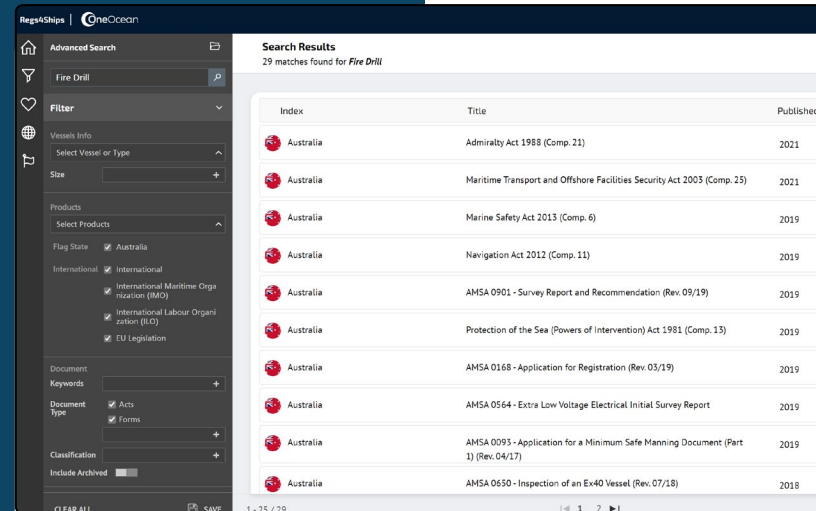 Regs4Ships | OneOcean
Advanced Search
Fire Drill
Filter
Vessels Info
Select Vessel or Type
Size +
Products
Select Products
Flag State Australia
International International
International Maritime Orga
nization (IMO)
International Labour Organi
zation (ILO)
EU Legislation
Document
Keywords +
Document
Type
Acts
Forms
+
Classification +
Include Archived
CLEAR ALL SAVE
Search Results
29 matches found for Fire Drill
Index Title Published
Australia Admiralty Act 1988 (Comp. 21) 2021
Australia Maritime Transport and Offshore Facilities Security Act 2003 (Comp. 25) 2021
Australia Marine Safety Act 2013 (Comp. 6) 2019
Australia Navigation Act 2012 (Comp. 11) 2019
Australia AMSA 0901 - Survey Report and Recommendation (Rev. 09/19) 2019
Australia Protection of the Sea (Powers of Intervention) Act 1981 (Comp. 13) 2019
Australia AMSA 0168 - Application for Registration (Rev. 03/19) 2019
Australia AMSA 0564 - Extra Low Voltage Electrical Initial Survey Report 2019
Australia AMSA 0093 - Application for a Minimum Safe Manning Document (Part 2019
1) (Rev. 04/17)
Australia AMSA 0650 - Inspection of an Ex40 Vessel (Rev. 07/18) 2018
1 - 25 / 29 1 2